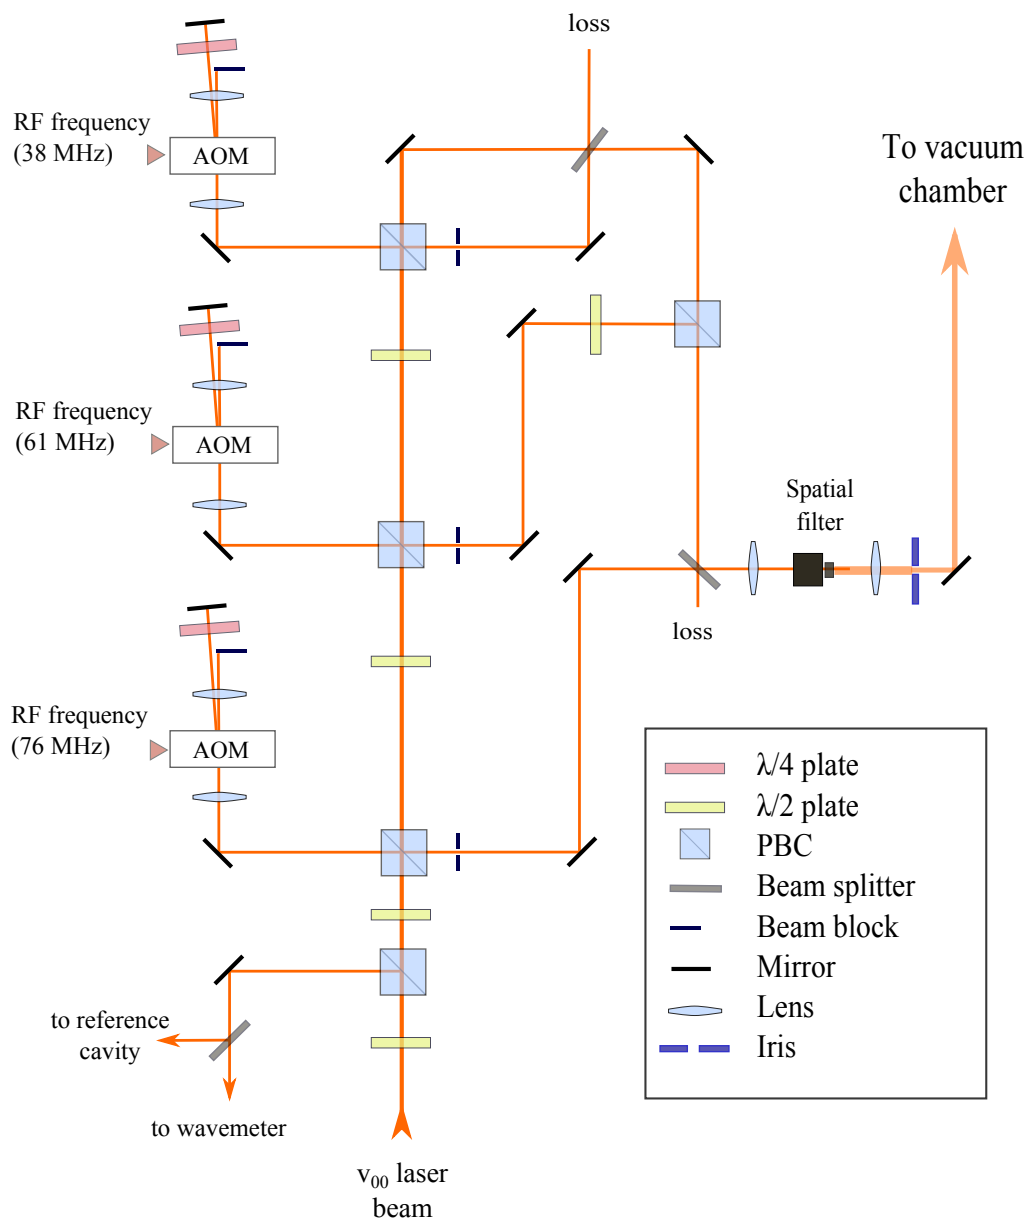 loss
RF frequency
(38 MHz)
AOM
To vacuum
chamber
RF frequency
(61 MHz)
AOM
Spatial
filter
loss
RF frequency
(76 MHz)
AOM
λ/4 plate
λ/2 plate
PBC
Beam splitter
Beam block
Mirror
Lens
Iris
to reference
cavity
to wavemeter
v₀₀ laser
beam